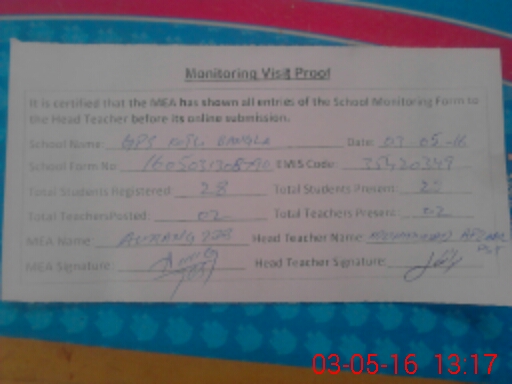 Monitoring Visit Proof
It is certified that the MEA has shown all entries of the School Monitoring Form to
the Head Teacher before its online submission.
School Name: GPS BANGLA Date: 03-05-16
School Form No: EMIS Code:
Total Students Registered: 28 Total Students Present:
Total Teachers Posted: 02 Total Teachers Present: 02
MEA Name: AURANGZEB Head Teacher Name:
MEA Signature: Head Teacher Signature:
03-05-16 13:17